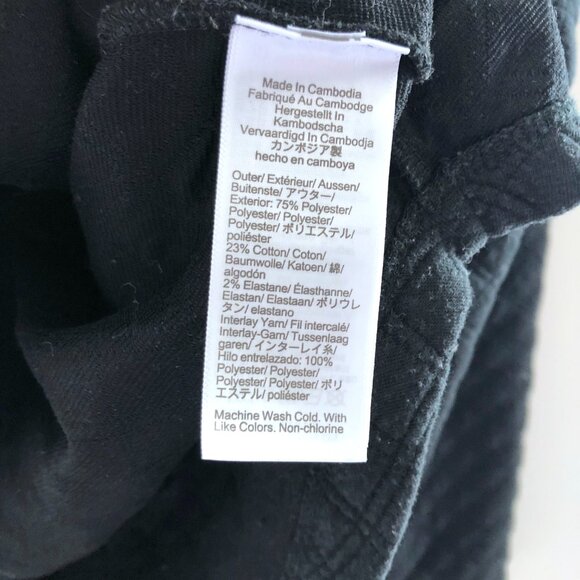 Made In Cambodia
Fabriqué Au Cambodge
Hergestellt In
Kambodscha
Vervaardigd In Cambodja
カンボジア製
hecho en camboya
Outer/ Extérieur/ Aussen/
Buitenste/ アウター/
Exterior: 75% Polyester/
Polyester/ Polyester/
Polyester/ ポリエステル/
poliéster
23% Cotton/ Coton/
Baumwolle/ Katoen/ 綿/
algodón
2% Elastane/ Élasthanne/
Elastan/ Elastaan/ ポリウレ
タン/ elastano
Interlay Yarn/ Fil intercalé/
Interlay-Garn/ Tussenlaag
garen/ インターレイ糸/
Hilo entrelazado: 100%
Polyester/ Polyester/
Polyester/ Polyester/ ポリ
エステル/ poliéster
Machine Wash Cold. With
Like Colors. Non-chlorine